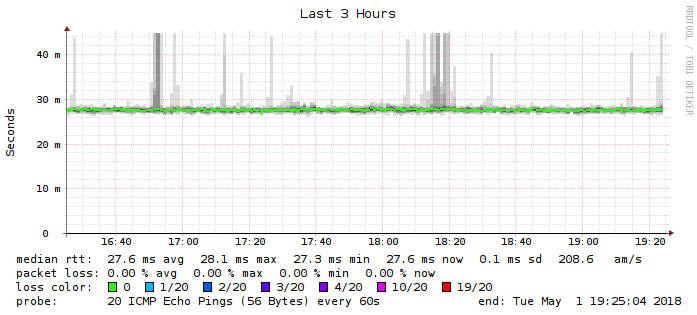 Last 3 Hours
RRDTOOL / TOBI OETIKER
Seconds
40 m
30 m
20 m
10 m
0
16:40 17:00 17:20 17:40 18:00 18:20 18:40 19:00 19:20
median rtt: 27.6 ms avg 28.1 ms max 27.3 ms min 27.6 ms now 0.1 ms sd 208.6 am/s
packet loss: 0.00 % avg 0.00 % max 0.00 % min 0.00 % now
loss color: 0 1/20 2/20 3/20 4/20 10/20 19/20
probe: 20 ICMP Echo Pings (56 Bytes) every 60s end: Tue May 1 19:25:04 2018